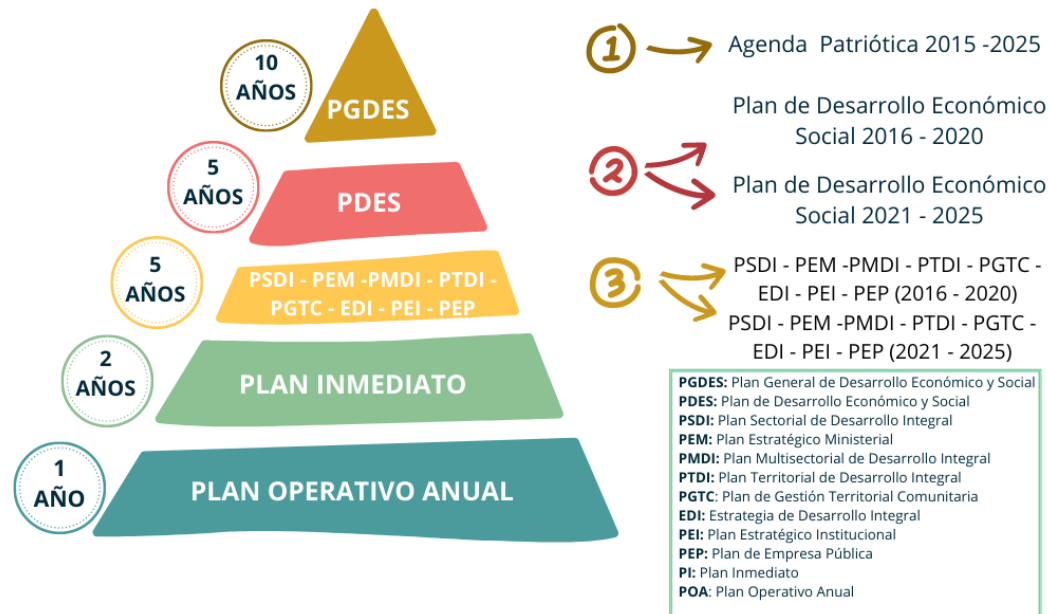 10
AÑOS
PGDES
5
AÑOS
PDES
5
AÑOS
PSDI - PEM -PMDI - PTDI -
PGTC - EDI - PEI - PEP
2
AÑOS
PLAN INMEDIATO
1
AÑO
PLAN OPERATIVO ANUAL
1
Agenda Patriótica 2015 -2025
2
Plan de Desarrollo Económico
Social 2016 - 2020
Plan de Desarrollo Económico
Social 2021 - 2025
3
PSDI - PEM -PMDI - PTDI - PGTC -
EDI - PEI - PEP (2016 - 2020)
PSDI - PEM -PMDI - PTDI - PGTC -
EDI - PEI - PEP (2021 - 2025)
PGDES: Plan General de Desarrollo Económico y Social
PDES: Plan de Desarrollo Económico y Social
PSDI: Plan Sectorial de Desarrollo Integral
PEM: Plan Estratégico Ministerial
PMDI: Plan Multisectorial de Desarrollo Integral
PTDI: Plan Territorial de Desarrollo Integral
PGTC: Plan de Gestión Territorial Comunitaria
EDI: Estrategia de Desarrollo Integral
PEI: Plan Estratégico Institucional
PEP: Plan de Empresa Pública
PI: Plan Inmediato
POA: Plan Operativo Anual